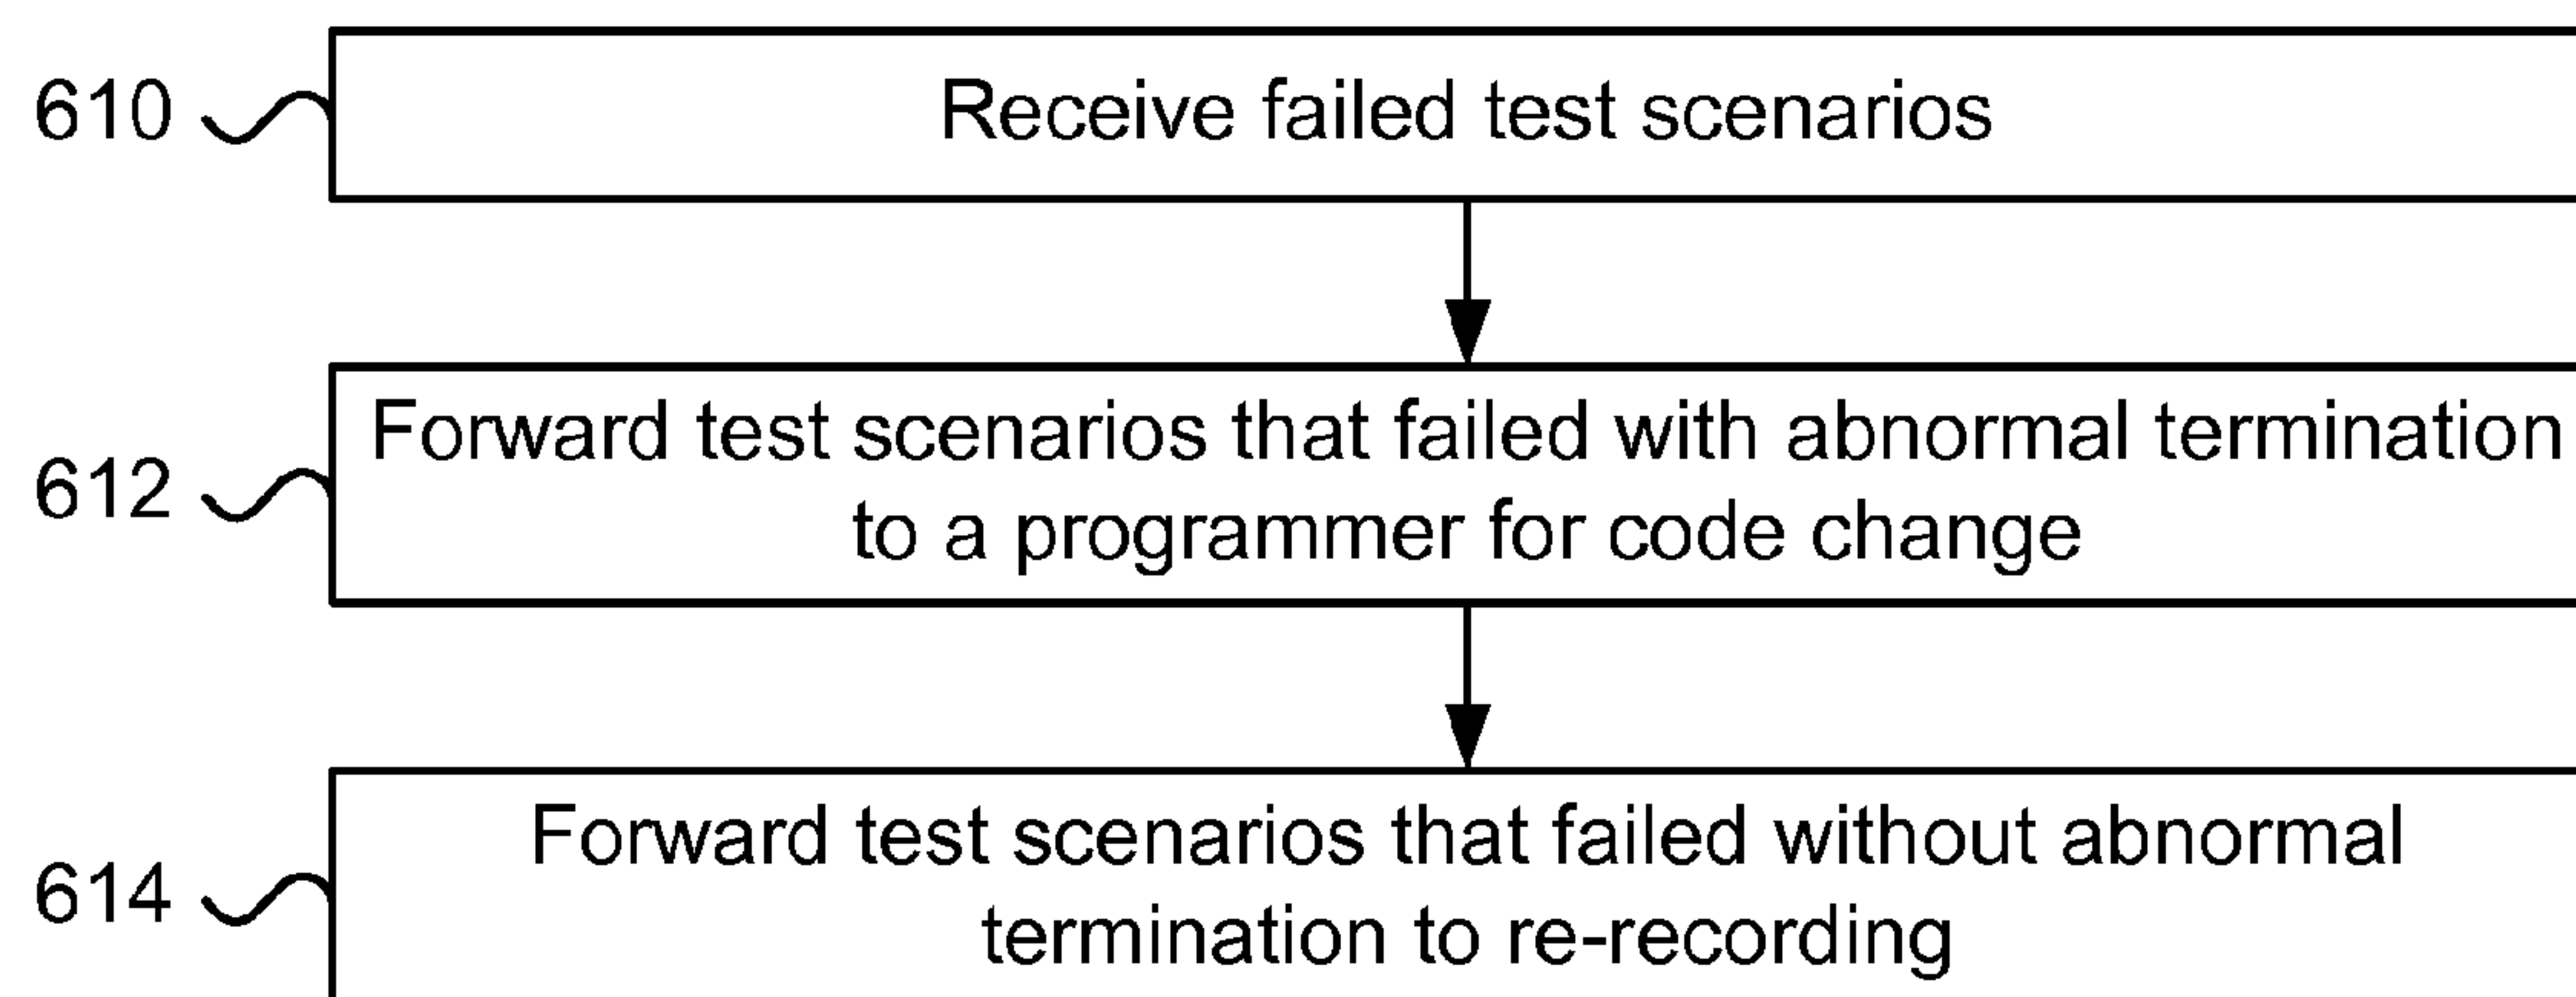 610
Receive failed test scenarios
612
Forward test scenarios that failed with abnormal termination
to a programmer for code change
614
Forward test scenarios that failed without abnormal
termination to re-recording